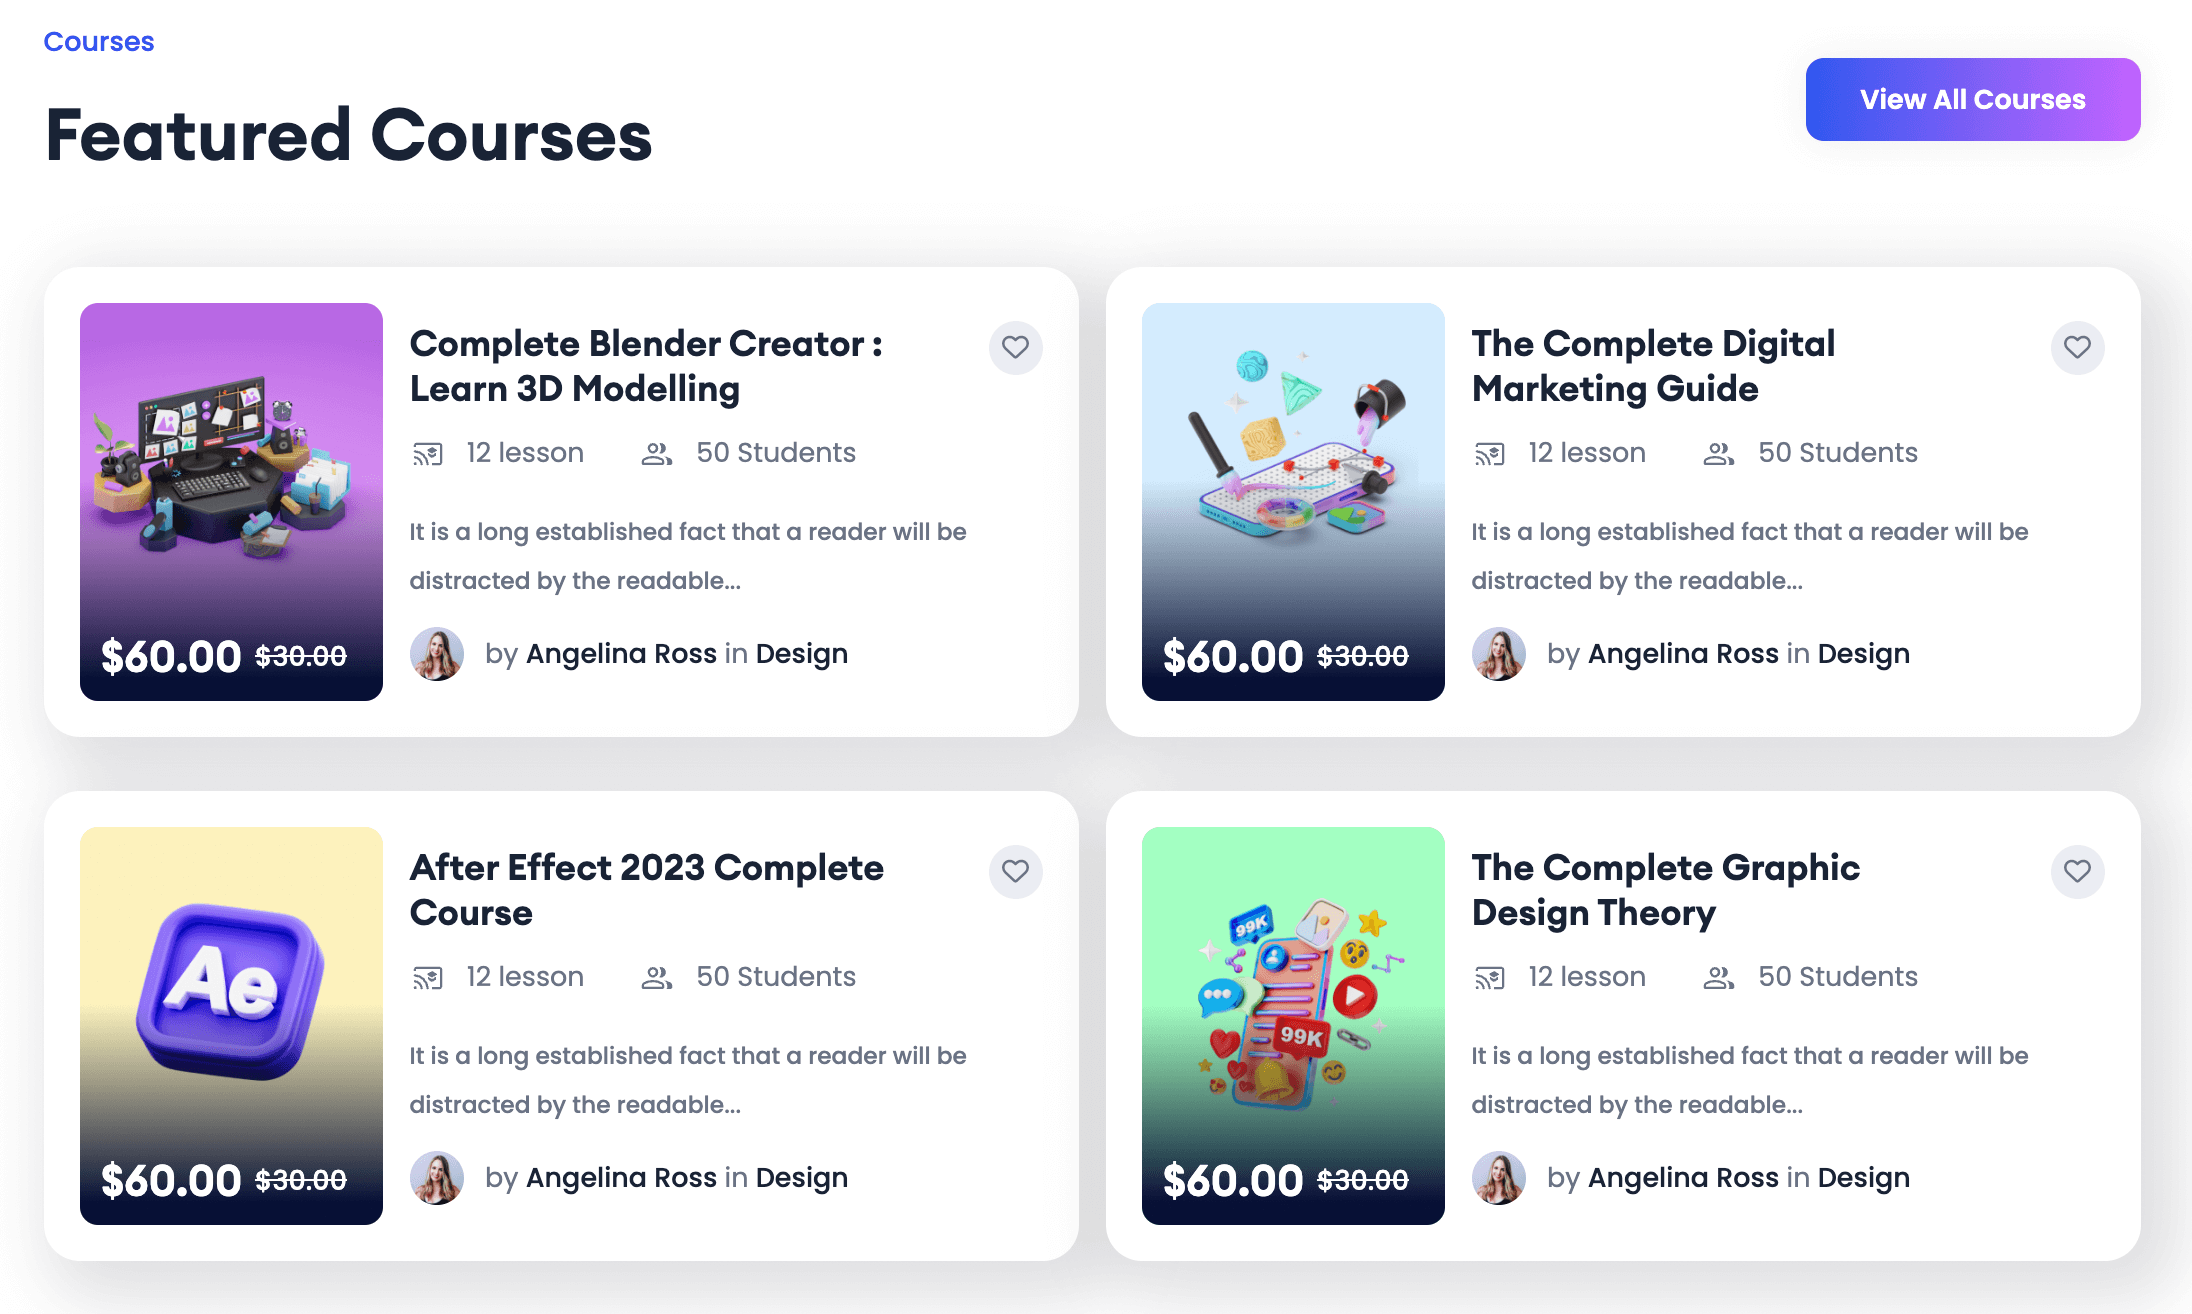 Courses
Featured Courses
View All Courses
Complete Blender Creator :
Learn 3D Modelling
12 lesson 50 Students
It is a long established fact that a reader will be
distracted by the readable...
$60.00 $30.00
by Angelina Ross in Design
The Complete Digital
Marketing Guide
12 lesson 50 Students
It is a long established fact that a reader will be
distracted by the readable...
$60.00 $30.00
by Angelina Ross in Design
After Effect 2023 Complete
Course
Ae
12 lesson 50 Students
It is a long established fact that a reader will be
distracted by the readable...
$60.00 $30.00
by Angelina Ross in Design
The Complete Graphic
Design Theory
99K
99K
12 lesson 50 Students
It is a long established fact that a reader will be
distracted by the readable...
$60.00 $30.00
by Angelina Ross in Design